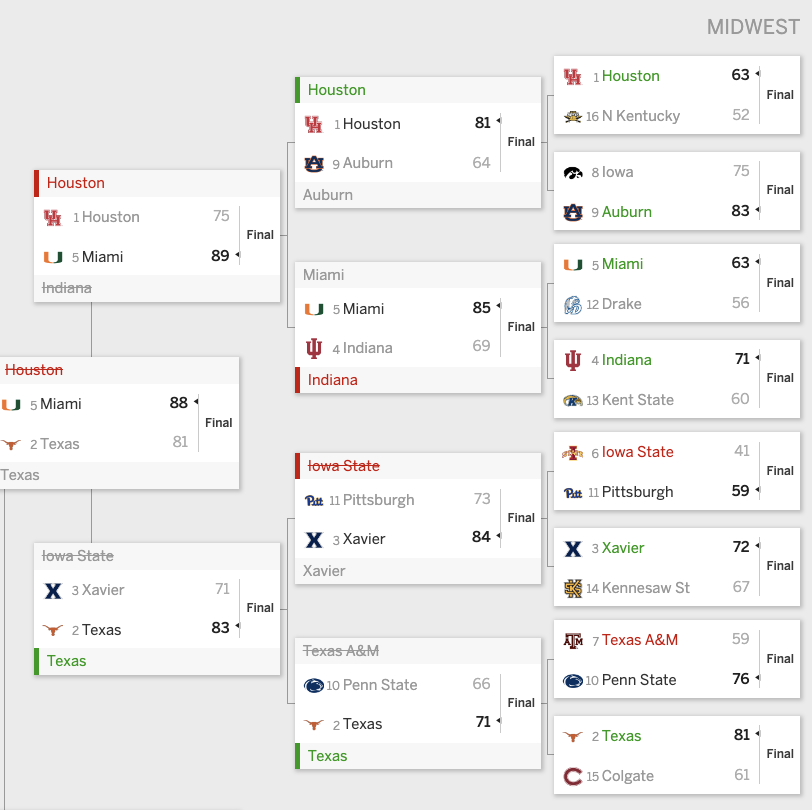 MIDWEST
1 Houston 63
Final
16 N Kentucky 52
8 Iowa 75
Final
9 Auburn 83
5 Miami 63
Final
12 Drake 56
4 Indiana 71
Final
13 Kent State 60
6 Iowa State 41
Final
11 Pittsburgh 59
3 Xavier 72
Final
14 Kennesaw St 67
7 Texas A&M 59
Final
10 Penn State 76
2 Texas 81
Final
15 Colgate 61
Houston
1 Houston 81
Final
9 Auburn 64
Auburn
Miami
5 Miami 85
Final
4 Indiana 69
Indiana
Iowa State
11 Pittsburgh 73
Final
3 Xavier 84
Xavier
Texas A&M
10 Penn State 66
Final
2 Texas 71
Texas
Houston
1 Houston 75
Final
5 Miami 89
Indiana
Iowa State
3 Xavier 71
Final
2 Texas 83
Texas
Houston
5 Miami 88
Final
2 Texas 81
Texas